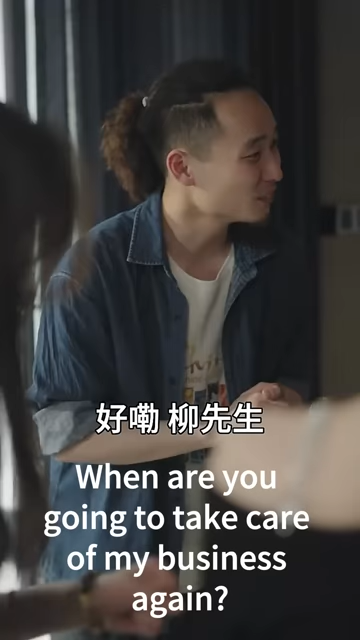 好嘞 柳先生
When are you
going to take care
of my business
again?